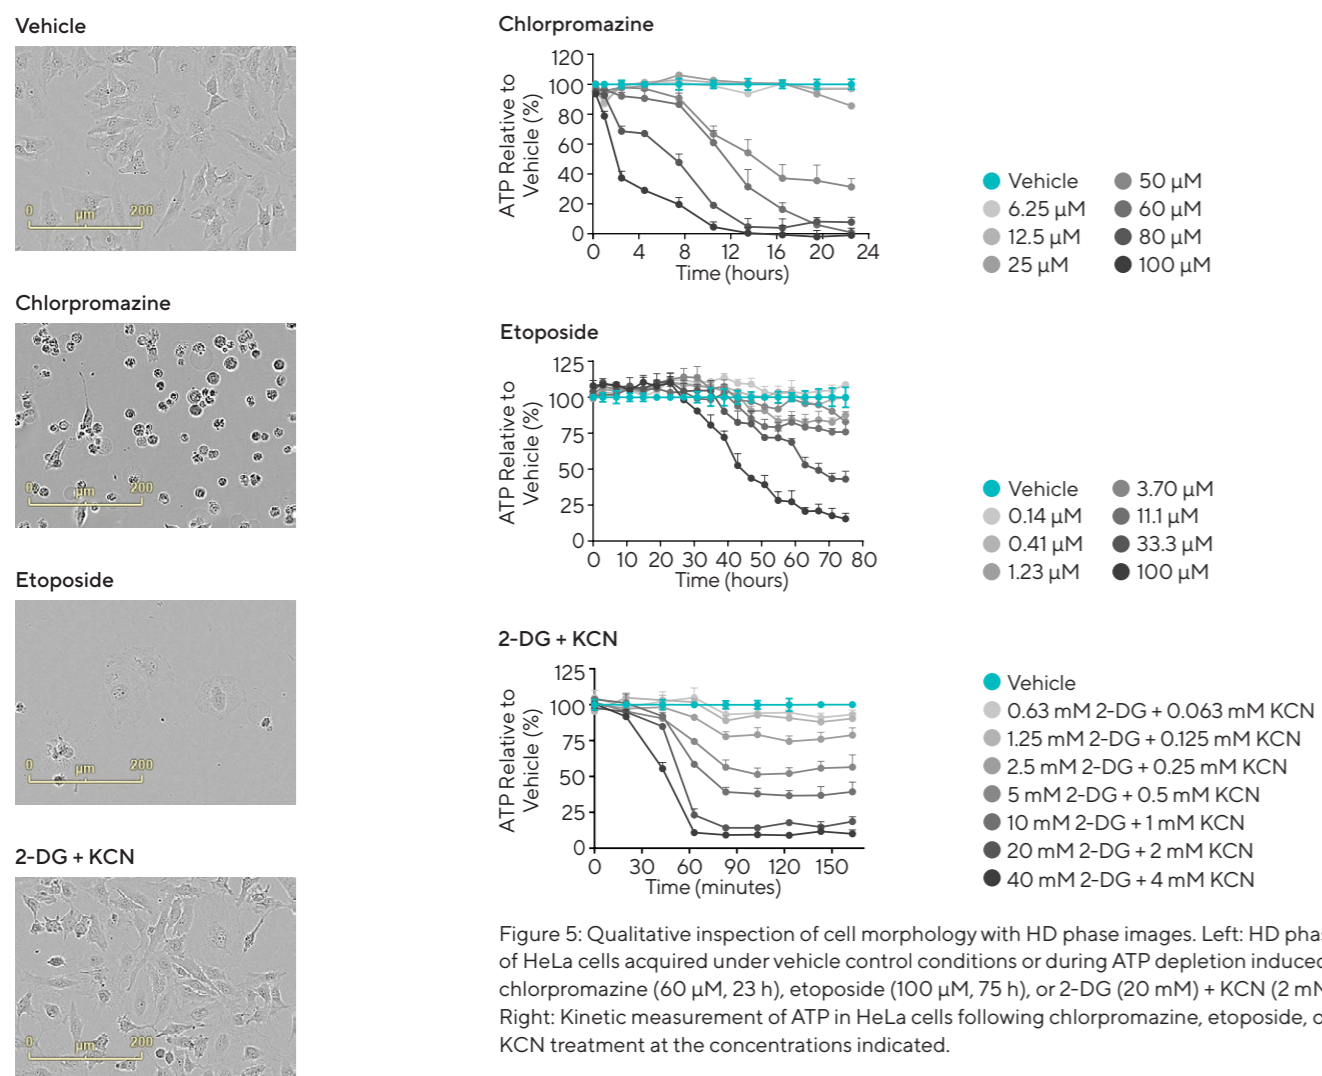 Vehicle
0 µm 200
Chlorpromazine
0 µm 200
Etoposide
0 µm 200
2-DG + KCN
0 µm 200
Chlorpromazine
ATP Relative to
Vehicle (%)
120
100
80
60
40
20
0
0 4 8 12 16 20 24
Time (hours)
Vehicle
6.25 µM
12.5 µM
25 µM
50 µM
60 µM
80 µM
100 µM
Etoposide
ATP Relative to
Vehicle (%)
125
100
75
50
25
0
0 10 20 30 40 50 60 70 80
Time (hours)
Vehicle
0.14 µM
0.41 µM
1.23 µM
3.70 µM
11.1 µM
33.3 µM
100 µM
2-DG + KCN
ATP Relative to
Vehicle (%)
125
100
75
50
25
0
0 30 60 90 120 150
Time (minutes)
Vehicle
0.63 mM 2-DG + 0.063 mM KCN
1.25 mM 2-DG + 0.125 mM KCN
2.5 mM 2-DG + 0.25 mM KCN
5 mM 2-DG + 0.5 mM KCN
10 mM 2-DG + 1 mM KCN
20 mM 2-DG + 2 mM KCN
40 mM 2-DG + 4 mM KCN
Figure 5: Qualitative inspection of cell morphology with HD phase images. Left: HD phas
of HeLa cells acquired under vehicle control conditions or during ATP depletion induced
chlorpromazine (60 µM, 23 h), etoposide (100 µM, 75 h), or 2-DG (20 mM) + KCN (2 mM
Right: Kinetic measurement of ATP in HeLa cells following chlorpromazine, etoposide, o
KCN treatment at the concentrations indicated.